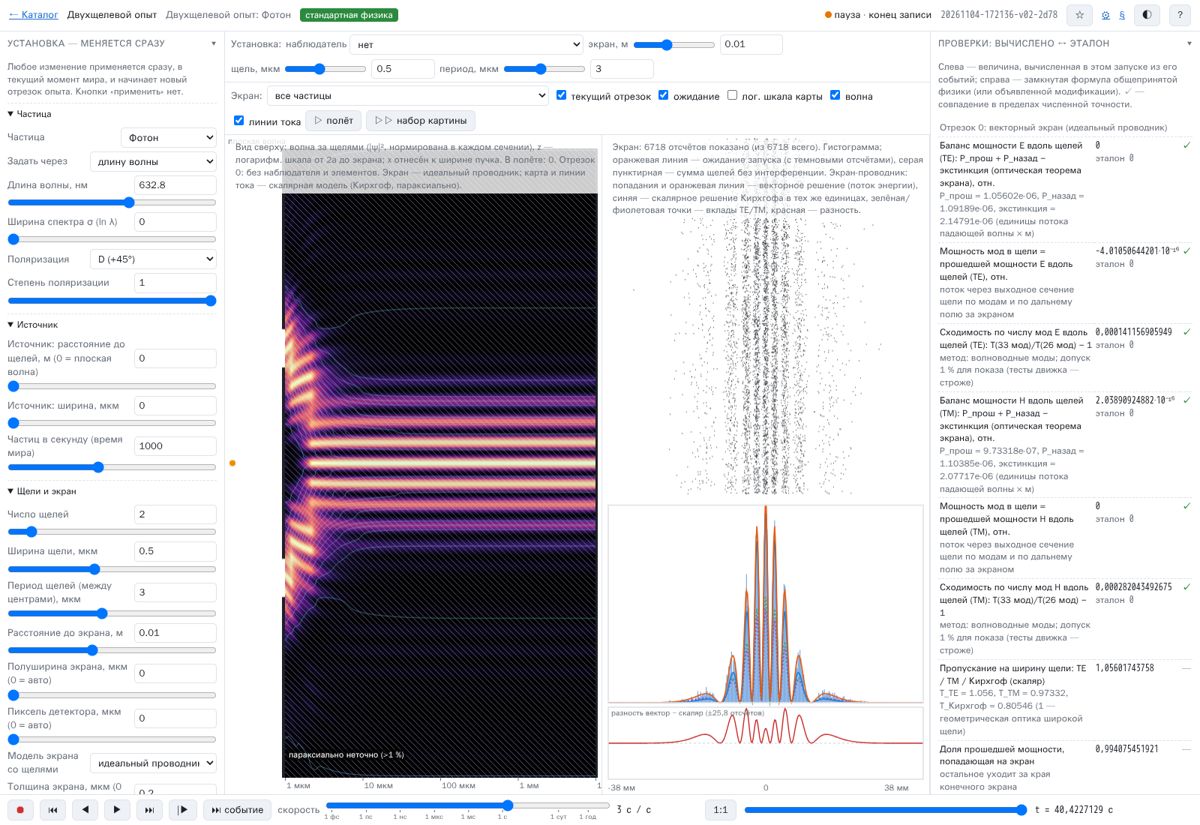 ← Каталог Двухщелевой опыт Двухщелевой опыт: Фотон стандартная физика
пауза · конец записи 20261104-172136-v02-2d78 ☆ § ?
УСТАНОВКА — МЕНЯЕТСЯ СРАЗУ
Любое изменение применяется сразу, в
текущий момент мира, и начинает новый
отрезок опыта. Кнопки «применить» нет.
▼ Частица
Частица Фотон
Задать через длину волны
Длина волны, нм 632.8
Ширина спектра σ (ln λ) 0
Поляризация D (+45°)
Степень поляризации 1
▼ Источник
Источник: расстояние до
щелей, м (0 = плоская
волна) 0
Источник: ширина, мкм 0
Частиц в секунду (время
мира) 1000
▼ Щели и экран
Число щелей 2
Ширина щели, мкм 0.5
Период щелей (между
центрами), мкм 3
Расстояние до экрана, м 0.01
Полуширина экрана, мкм
(0 = авто) 0
Пиксель детектора, мкм
(0 = авто) 0
Модель экрана
со щелями идеальный проводник
Толщина экрана, мкм (0 0.2
Установка: наблюдатель нет экран, м 0.01
щель, мкм 0.5 период, мкм 3
Экран: все частицы текущий отрезок ожидание лог. шкала карты волна
линии тока ▷ полёт ▷▷ набор картины
Вид сверху: волна за щелями (|ψ|², нормирована в каждом сечении), z —
логарифм. шкала от 2a до экрана; x отнесён к ширине пучка. В полёте: 0. Отрезок
0: без наблюдателя и элементов. Экран — идеальный проводник; карта и линии
тока — скалярная модель (Кирхгоф, параксиально).
параксиально неточно (>1 %)
1 мкм 10 мкм 100 мкм 1 мм 1
Экран: 6718 отсчётов показано (из 6718 всего). Гистограмма;
оранжевая линия — ожидание запуска (с темновыми отсчётами), серая
пунктирная — сумма щелей без интерференции. Экран-проводник:
попадания и оранжевая линия — векторное решение (поток энергии),
синяя — скалярное решение Кирхгофа в тех же единицах, зелёная/
фиолетовая точки — вклады TE/TM, красная — разность.
разность вектор − скаляр (±25,8 отсчётов)
-38 мм 0 38 мм
ПРОВЕРКИ: ВЫЧИСЛЕНО ↔ ЭТАЛОН
Слева — величина, вычисленная в этом запуске из его
событий; справа — замкнутая формула общепринятой
физики (или объявленной модификации). ✓ —
совпадение в пределах численной точности.
Отрезок 0: векторный экран (идеальный проводник)
Баланс мощности E вдоль щелей
(TE): P_прош + P_назад −
экстинкция (оптическая теорема
экрана), отн.
P_прош = 1.05602e-06, P_назад =
1.09189e-06, экстинкция =
2.14791e-06 (единицы потока
падающей волны × м)
0 ✓
эталон 0
Мощность мод в щели =
прошедшей мощности E вдоль
щелей (TE), отн.
поток через выходное сечение
щели по модам и по дальнему
полю за экраном
-4,01050644201·10⁻¹⁶ ✓
эталон 0
Сходимость по числу мод E вдоль
щелей (TE): T(33 мод)/T(26 мод) − 1
метод: волноводные моды; допуск
1 % для показа (тесты движка —
строже)
0,000141156905949 ✓
эталон 0
Баланс мощности H вдоль щелей
(TM): P_прош + P_назад −
экстинкция (оптическая теорема
экрана), отн.
P_прош = 9.73318e-07, P_назад =
1.10385e-06, экстинкция =
2.07717e-06 (единицы потока
падающей волны × м)
2,03890924882·10⁻¹⁶ ✓
эталон 0
Мощность мод в щели =
прошедшей мощности H вдоль
щелей (TM), отн.
поток через выходное сечение
щели по модам и по дальнему
полю за экраном
0 ✓
эталон 0
Сходимость по числу мод H вдоль
щелей (TM): T(33 мод)/T(26 мод) −
1
метод: волноводные моды; допуск
1 % для показа (тесты движка —
строже)
0,000282043492675 ✓
эталон 0
Пропускание на ширину щели: TE
/ TM / Кирхгоф (скаляр)
T_TE = 1.056, T_TM = 0.97332,
T_Кирхгоф = 0.80546 (1 —
геометрическая оптика широкой
щели)
1,05601743758 —
Доля прошедшей мощности,
попадающая на экран
остальное уходит за края
конечного экрана
0,994075451921 —
событие скорость 1 фс 1 пс 1 нс 1 мкс 1 мс 1 с 1 сут 1 год 3 с / с 1:1 t = 40,4227129 с